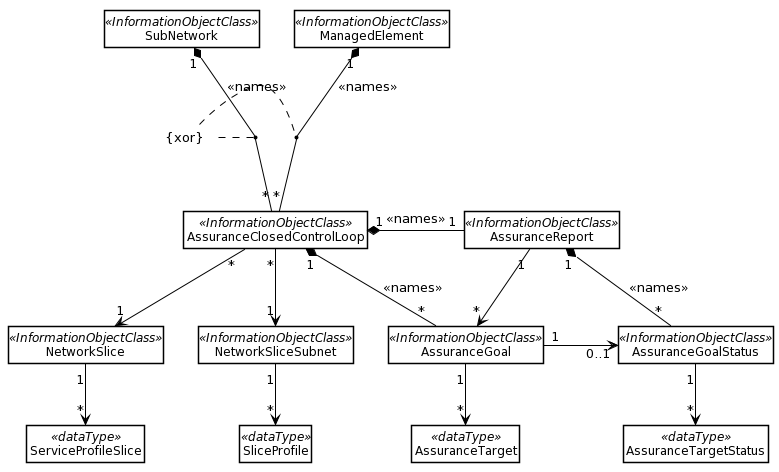 «InformationObjectClass»
SubNetwork
«InformationObjectClass»
ManagedElement
1
1
«names»
«names»
{xor}
* *
«InformationObjectClass»
AssuranceClosedControlLoop
1 «names» 1
«InformationObjectClass»
AssuranceReport
*
*
1
1
1
«names»
«names»
1
1
*
*
*
«InformationObjectClass»
NetworkSlice
«InformationObjectClass»
NetworkSliceSubnet
«InformationObjectClass»
AssuranceGoal
1
0..1
«InformationObjectClass»
AssuranceGoalStatus
1
1
1
1
*
*
*
*
«dataType»
ServiceProfileSlice
«dataType»
SliceProfile
«dataType»
AssuranceTarget
«dataType»
AssuranceTargetStatus